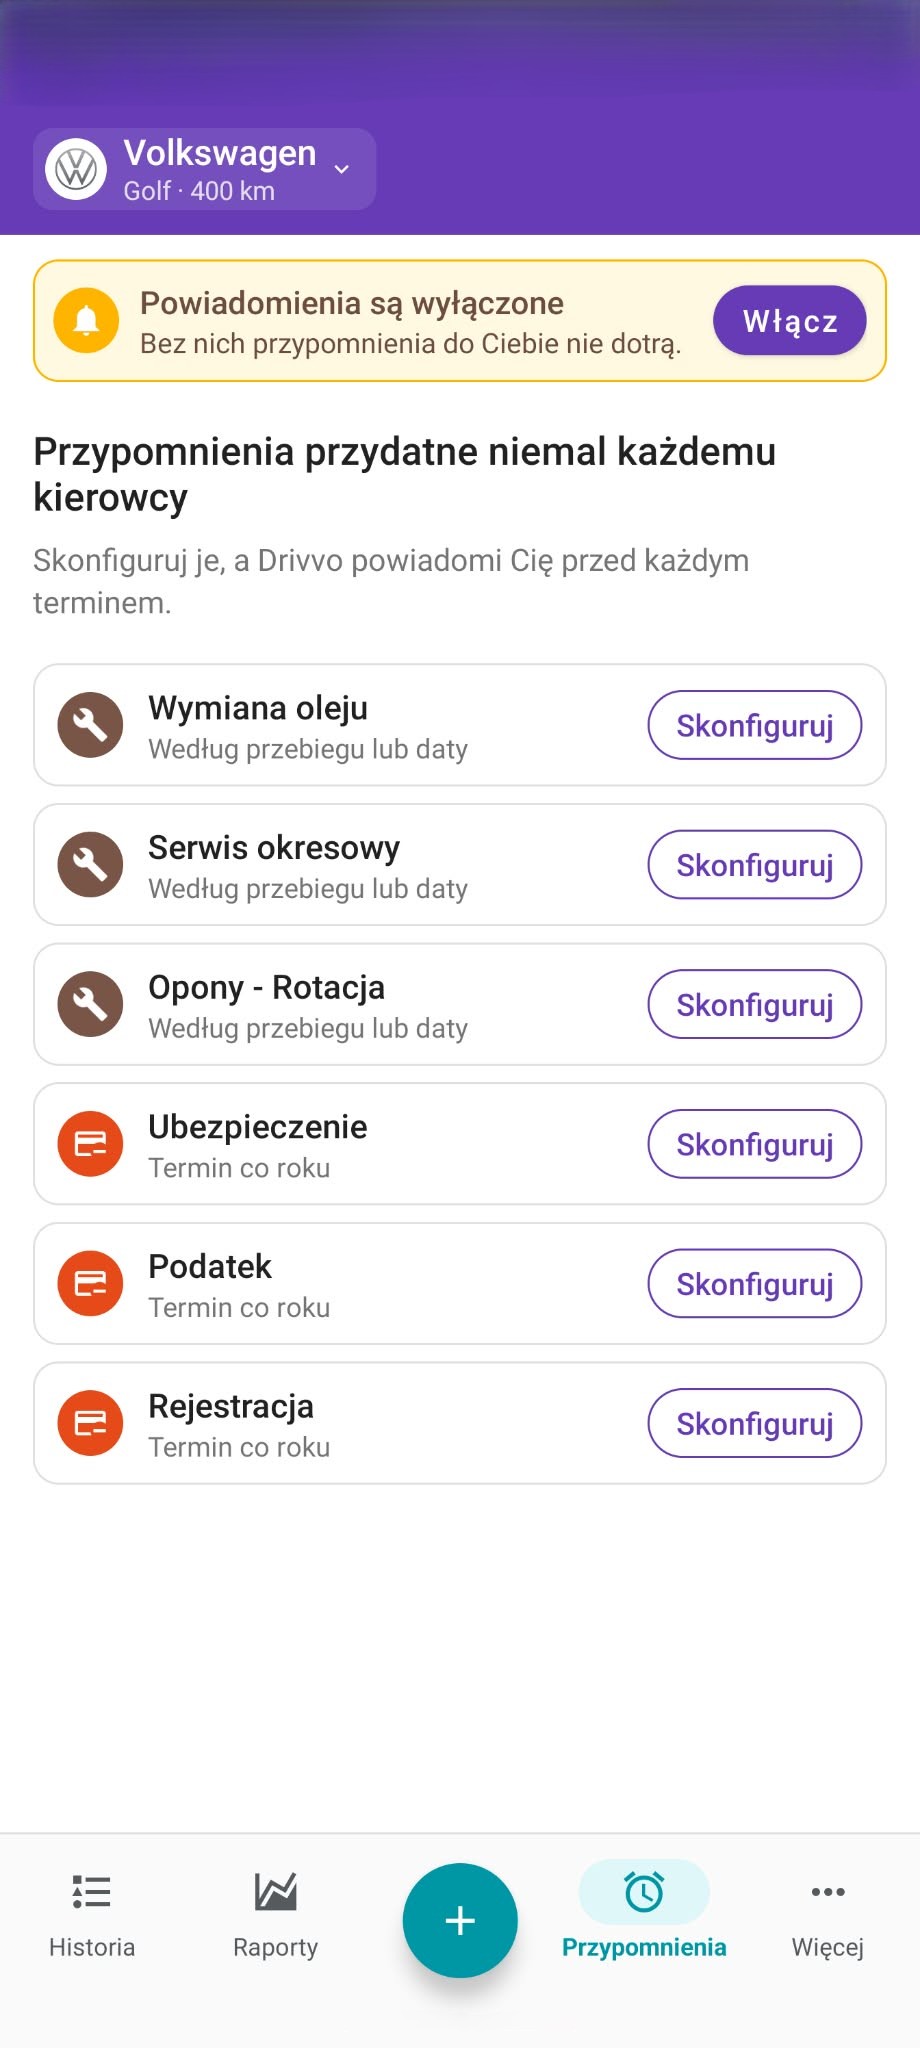 Volkswagen
Golf · 400 km
Powiadomienia są wyłączone
Bez nich przypomnienia do Ciebie nie dotrą.
Włącz
Przypomnienia przydatne niemal każdemu
kierowcy
Skonfiguruj je, a Drivvo powiadomi Cię przed każdym
terminem.
Wymiana oleju
Według przebiegu lub daty
Skonfiguruj
Serwis okresowy
Według przebiegu lub daty
Skonfiguruj
Opony - Rotacja
Według przebiegu lub daty
Skonfiguruj
Ubezpieczenie
Termin co roku
Skonfiguruj
Podatek
Termin co roku
Skonfiguruj
Rejestracja
Termin co roku
Skonfiguruj
Historia
Raporty
Przypomnienia
Więcej